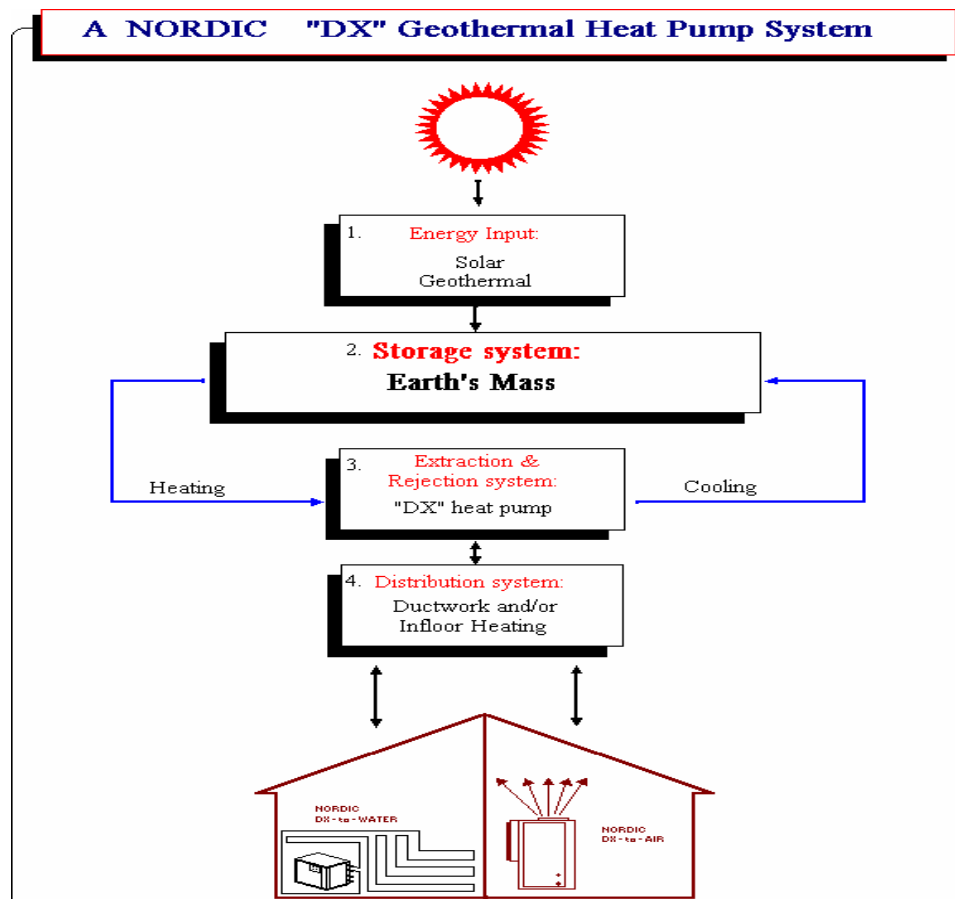 A NORDIC "DX" Geothermal Heat Pump System
1. Energy Input:
Solar
Geothermal
2. Storage system:
Earth's Mass
Heating
3. Extraction &
Rejection system:
"DX" heat pump
Cooling
4. Distribution system:
Ductwork and/or
Infloor Heating
NORDIC
DX-to-WATER
NORDIC
DX-to-AIR